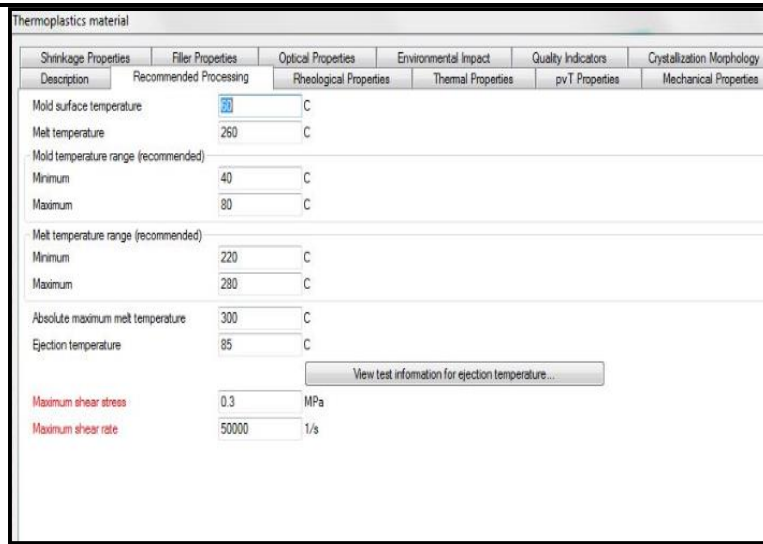 Thermoplastics material
Shrinkage Properties Filler Properties Optical Properties Environmental Impact Quality Indicators Crystallization Morphology
Description Recommended Processing Rheological Properties Thermal Properties pvT Properties Mechanical Properties
Mold surface temperature 60 C
Melt temperature 260 C
Mold temperature range (recommended)
Minimum 40 C
Maximum 80 C
Melt temperature range (recommended)
Minimum 220 C
Maximum 280 C
Absolute maximum melt temperature 300 C
Ejection temperature 85 C
View test information for ejection temperature...
Maximum shear stress 0.3 MPa
Maximum shear rate 50000 1/s